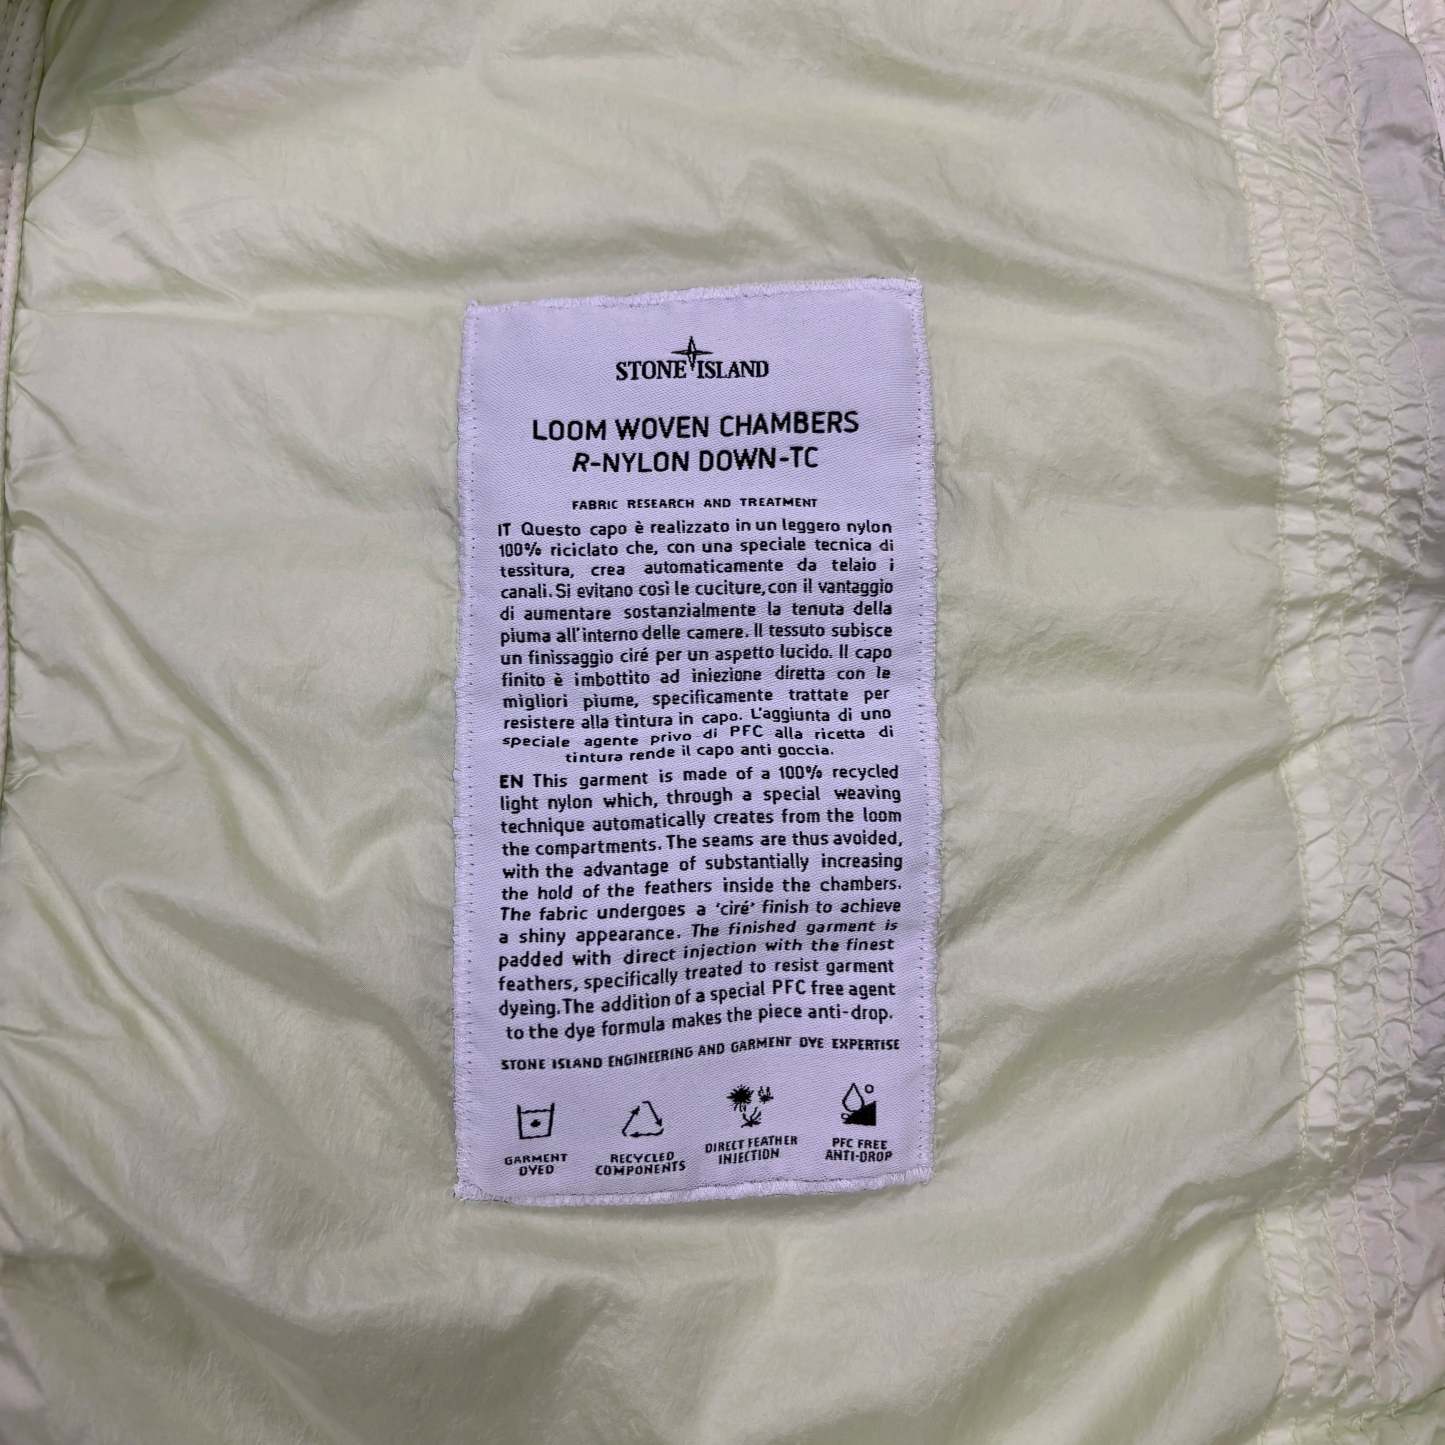 STONE ISLAND
LOOM WOVEN CHAMBERS
R-NYLON DOWN-TC
FABRIC RESEARCH AND TREATMENT
IT Questo capo è realizzato in un leggero nylon
100% riciclato che, con una speciale tecnica di
tessitura, crea automaticamente da telaio i
canali. Si evitano così le cuciture, con il vantaggio
di aumentare sostanzialmente la tenuta della
piuma all'interno delle camere. Il tessuto subisce
un finissaggio ciré per un aspetto lucido. Il capo
finito è imbottito ad iniezione diretta con le
migliori piume, specificamente trattate per
resistere alla tintura in capo. L'aggiunta di uno
speciale agente privo di PFC alla ricetta di
tintura rende il capo anti goccia.
EN This garment is made of a 100% recycled
light nylon which, through a special weaving
technique automatically creates from the loom
the compartments. The seams are thus avoided,
with the advantage of substantially increasing
the hold of the feathers inside the chambers.
The fabric undergoes a 'ciré' finish to achieve
a shiny appearance. The finished garment is
padded with direct injection with the finest
feathers, specifically treated to resist garment
dyeing. The addition of a special PFC free agent
to the dye formula makes the piece anti-drop.
STONE ISLAND ENGINEERING AND GARMENT DYE EXPERTISE
GARMENT
DYED
RECYCLED
COMPONENTS
DIRECT FEATHER
INJECTION
PFC FREE
ANTI-DROP